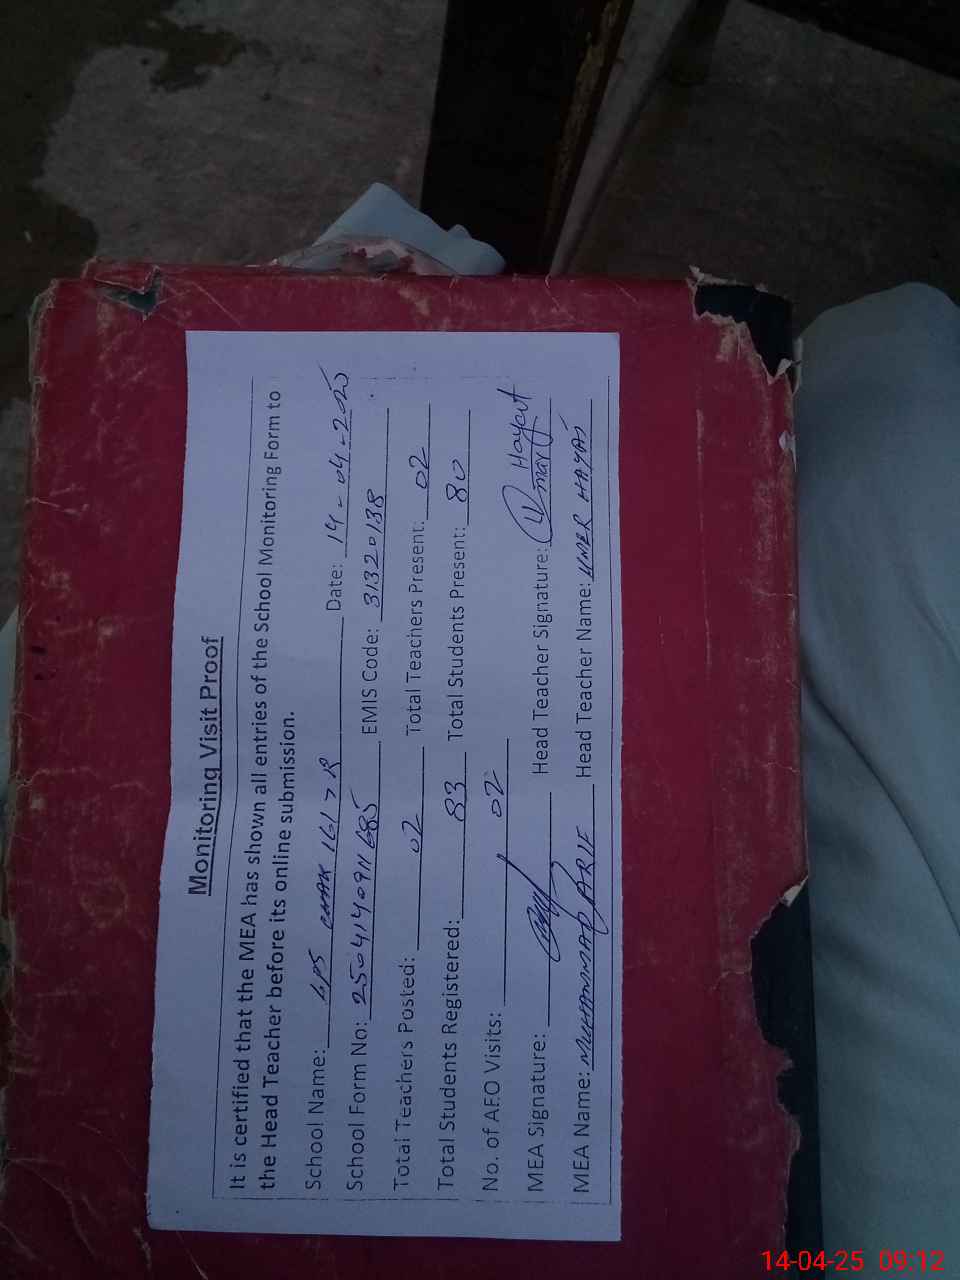 Monitoring Visit Proof
It is certified that the MEA has shown all entries of the School Monitoring Form to
the Head Teacher before its online submission.
School Name: GPS CHAK 161 7 R Date: 14-04-2025
School Form No: 2504140911685 EMIS Code: 31320138
Total Teachers Posted: 02 Total Teachers Present: 02
Total Students Registered: 83 Total Students Present: 80
No. of AEO Visits: 02
MEA Signature: Head Teacher Signature: Umar Hayat
MEA Name: MUHAMMAD ARIF Head Teacher Name: UMER HAYAT
14-04-25 09:12